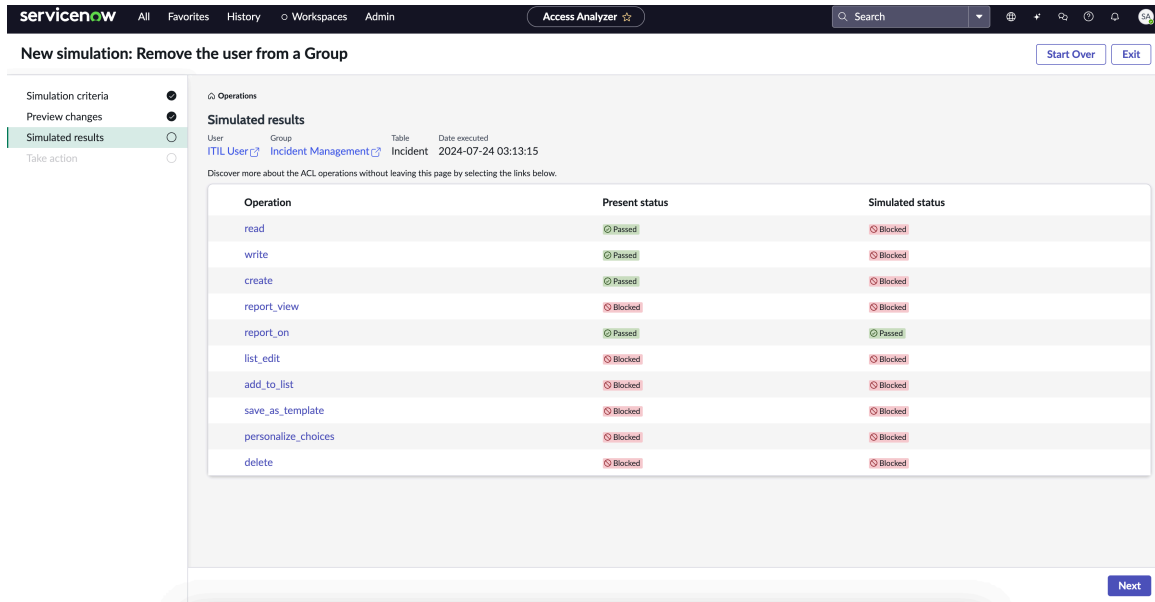 servicenow All Favorites History Workspaces Admin Access Analyzer Search SA
New simulation: Remove the user from a Group Start Over Exit
Simulation criteria
Preview changes
Simulated results
Take action
Operations
Simulated results
User Group Table Date executed
ITIL User Incident Management Incident 2024-07-24 03:13:15
Discover more about the ACL operations without leaving this page by selecting the links below.
Operation Present status Simulated status
read Passed Blocked
write Passed Blocked
create Passed Blocked
report_view Blocked Blocked
report_on Passed Passed
list_edit Blocked Blocked
add_to_list Blocked Blocked
save_as_template Blocked Blocked
personalize_choices Blocked Blocked
delete Blocked Blocked
Next